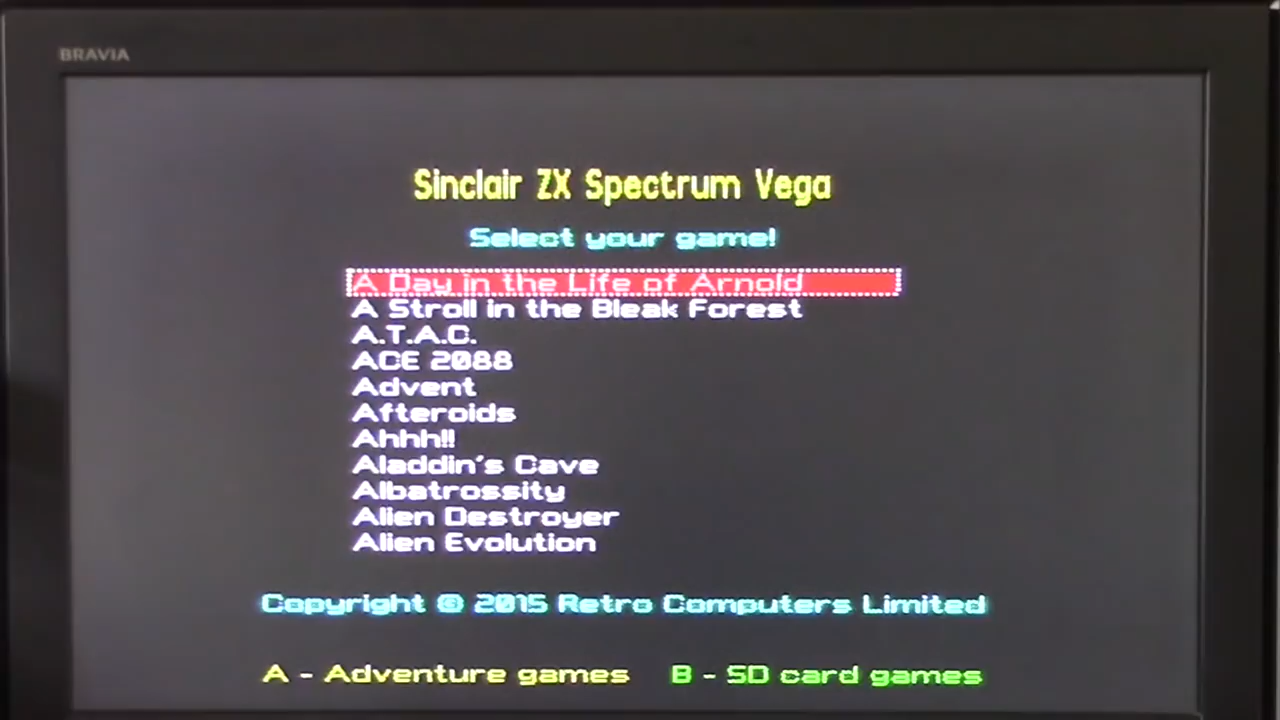 BRAVIA
Sinclair ZX Spectrum Vega
Select your game!
A Day in the Life of Arnold
A Stroll in the Bleak Forest
A.T.A.C.
ACE 2088
Advent
Afteroids
Ahhh!!
Aladdin's Cave
Albatrossity
Alien Destroyer
Alien Evolution
Copyright © 2015 Retro Computers Limited
A - Adventure games B - SD card games